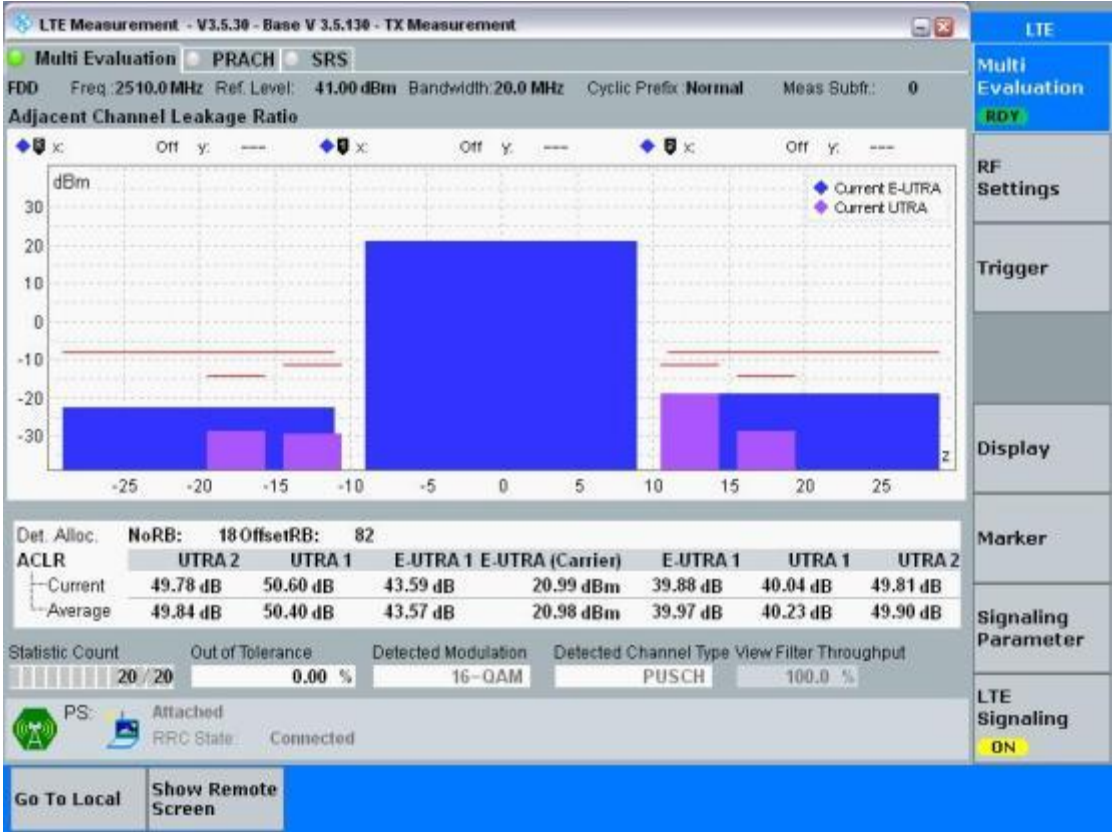 LTE Measurement - V3.5.30 - Base V 3.5.130 - TX Measurement
LTE
Multi Evaluation PRACH SRS
Multi Evaluation
RDY
FDD Freq.:2510.0 MHz Ref. Level: 41.00 dBm Bandwidth:20.0 MHz Cyclic Prefix:Normal Meas Subfr.: 0
Adjacent Channel Leakage Ratio
x: Off y: --- x: Off y: --- x: Off y: ---
dBm
Current E-UTRA
Current UTRA
30
20
10
0
-10
-20
-30
z
-25 -20 -15 -10 -5 0 5 10 15 20 25
RF Settings
Trigger
Display
Marker
Signaling Parameter
LTE Signaling
ON
Det. Alloc. NoRB: 18 OffsetRB: 82
ACLR UTRA 2 UTRA 1 E-UTRA 1 E-UTRA (Carrier) E-UTRA 1 UTRA 1 UTRA 2
Current 49.78 dB 50.60 dB 43.59 dB 20.99 dBm 39.88 dB 40.04 dB 49.81 dB
Average 49.84 dB 50.40 dB 43.57 dB 20.98 dBm 39.97 dB 40.23 dB 49.90 dB
Statistic Count Out of Tolerance Detected Modulation Detected Channel Type View Filter Throughput
20 / 20 0.00 % 16-QAM PUSCH 100.0 %
PS: Attached
RRC State: Connected
Go To Local Show Remote Screen